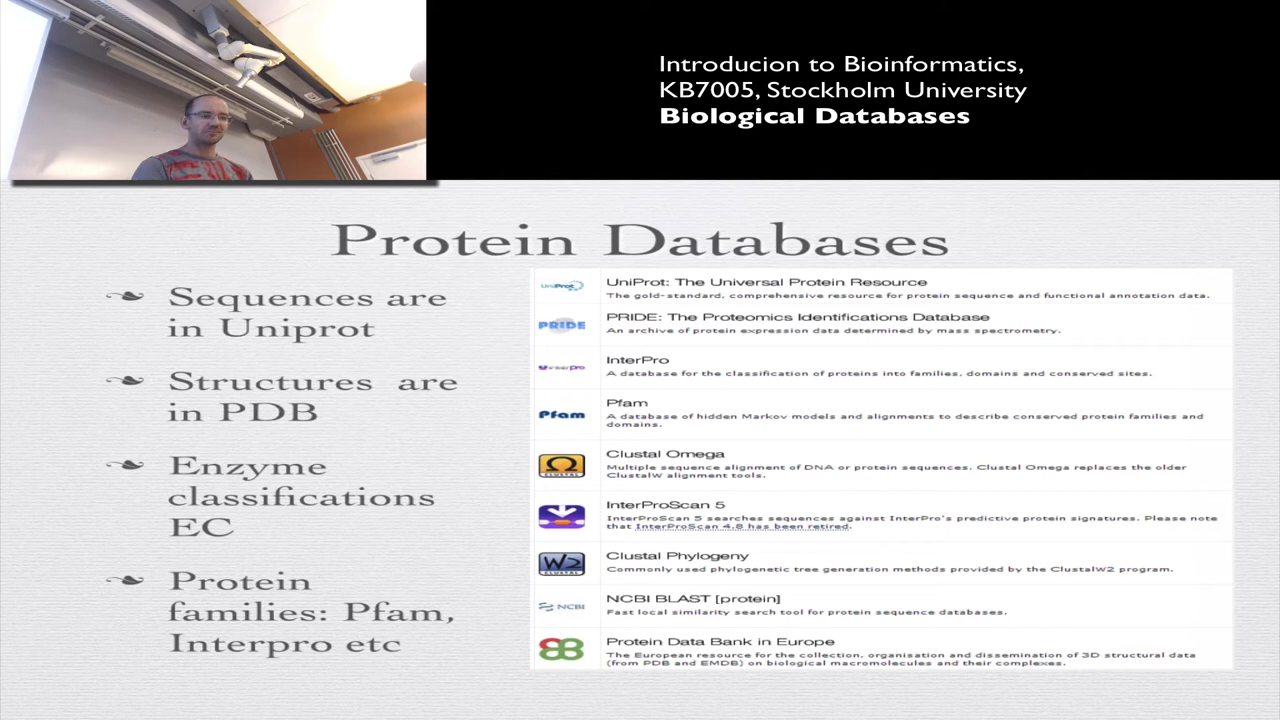 Introducion to Bioinformatics,
KB7005, Stockholm University
Biological Databases
Protein Databases
Sequences are
in Uniprot
Structures are
in PDB
Enzyme
classifications
EC
Protein
families: Pfam,
Interpro etc
UniProt
UniProt: The Universal Protein Resource
The gold-standard, comprehensive resource for protein sequence and functional annotation data.
PRIDE
PRIDE: The Proteomics Identifications Database
An archive of protein expression data determined by mass spectrometry.
interpro
InterPro
A database for the classification of proteins into families, domains and conserved sites.
Pfam
Pfam
A database of hidden Markov models and alignments to describe conserved protein families and
domains.
Ω
CLUSTAL
Clustal Omega
Multiple sequence alignment of DNA or protein sequences. Clustal Omega replaces the older
ClustalW alignment tools.
InterProScan 5
InterProScan 5 searches sequences against InterPro's predictive protein signatures. Please note
that InterProScan 4.8 has been retired.
W2
CLUSTAL
Clustal Phylogeny
Commonly used phylogenetic tree generation methods provided by the ClustalW2 program.
NCBI
NCBI BLAST [protein]
Fast local similarity search tool for protein sequence databases.
Protein Data Bank in Europe
The European resource for the collection, organisation and dissemination of 3D structural data
(from PDB and EMDB) on biological macromolecules and their complexes.